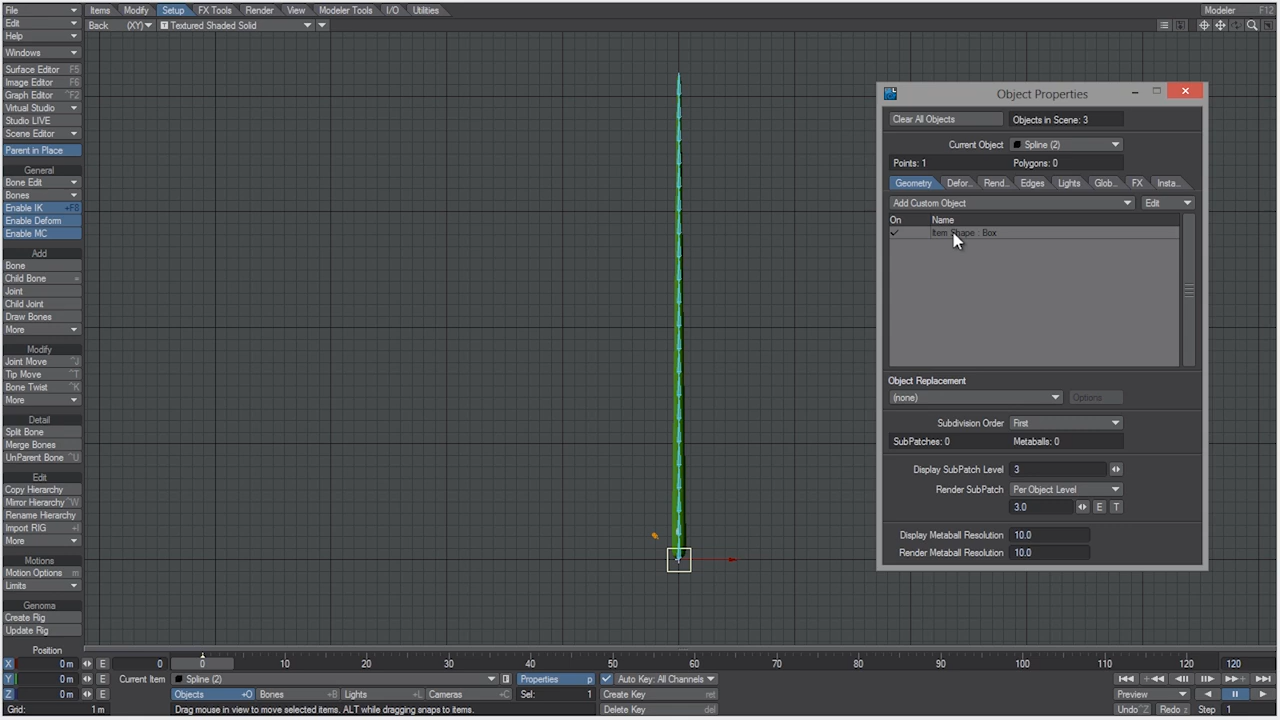 File Items Modify Setup FX Tools Render View Modeler Tools I/O Utilities Modeler F12
Edit Back (XY) Textured Shaded Solid
Help
Windows
Surface Editor F5
Image Editor F6
Graph Editor ^F2
Virtual Studio
Studio LIVE
Scene Editor
Parent in Place
General
Bone Edit
Bones
Enable IK +F8
Enable Deform
Enable MC
Add
Bone
Child Bone =
Joint
Child Joint
Draw Bones
More
Modify
Joint Move ^J
Tip Move ^T
Bone Twist ^K
More
Detail
Split Bone
Merge Bones
UnParent Bone ^U
Edit
Copy Hierarchy
Mirror Hierarchy ^W
Rename Hierarchy
Import RIG +I
More
Motions
Motion Options m
Limits
Genoma
Create Rig
Update Rig
Object Properties
Clear All Objects Objects in Scene: 3
Current Object Spline (2)
Points: 1 Polygons: 0
Geometry Defor... Rend... Edges Lights Glob... FX Insta...
Add Custom Object Edit
On Name
Item Shape : Box
Object Replacement
(none) Options
Subdivision Order First
SubPatches: 0 Metaballs: 0
Display SubPatch Level 3
Render SubPatch Per Object Level
3.0 E T
Display Metaball Resolution 10.0
Render Metaball Resolution 10.0
Position
X 0 m E 0 0 10 20 30 40 50 60 70 80 90 100 110 120 120
Y 0 m E Current Item Spline (2) Properties p Auto Key: All Channels
Z 0 m E Objects +O Bones +B Lights +L Cameras +C Sel: 1 Create Key ret Preview
Grid: 1 m Drag mouse in view to move selected items. ALT while dragging snaps to items. Delete Key del Undo ^Z Redo z Step 1